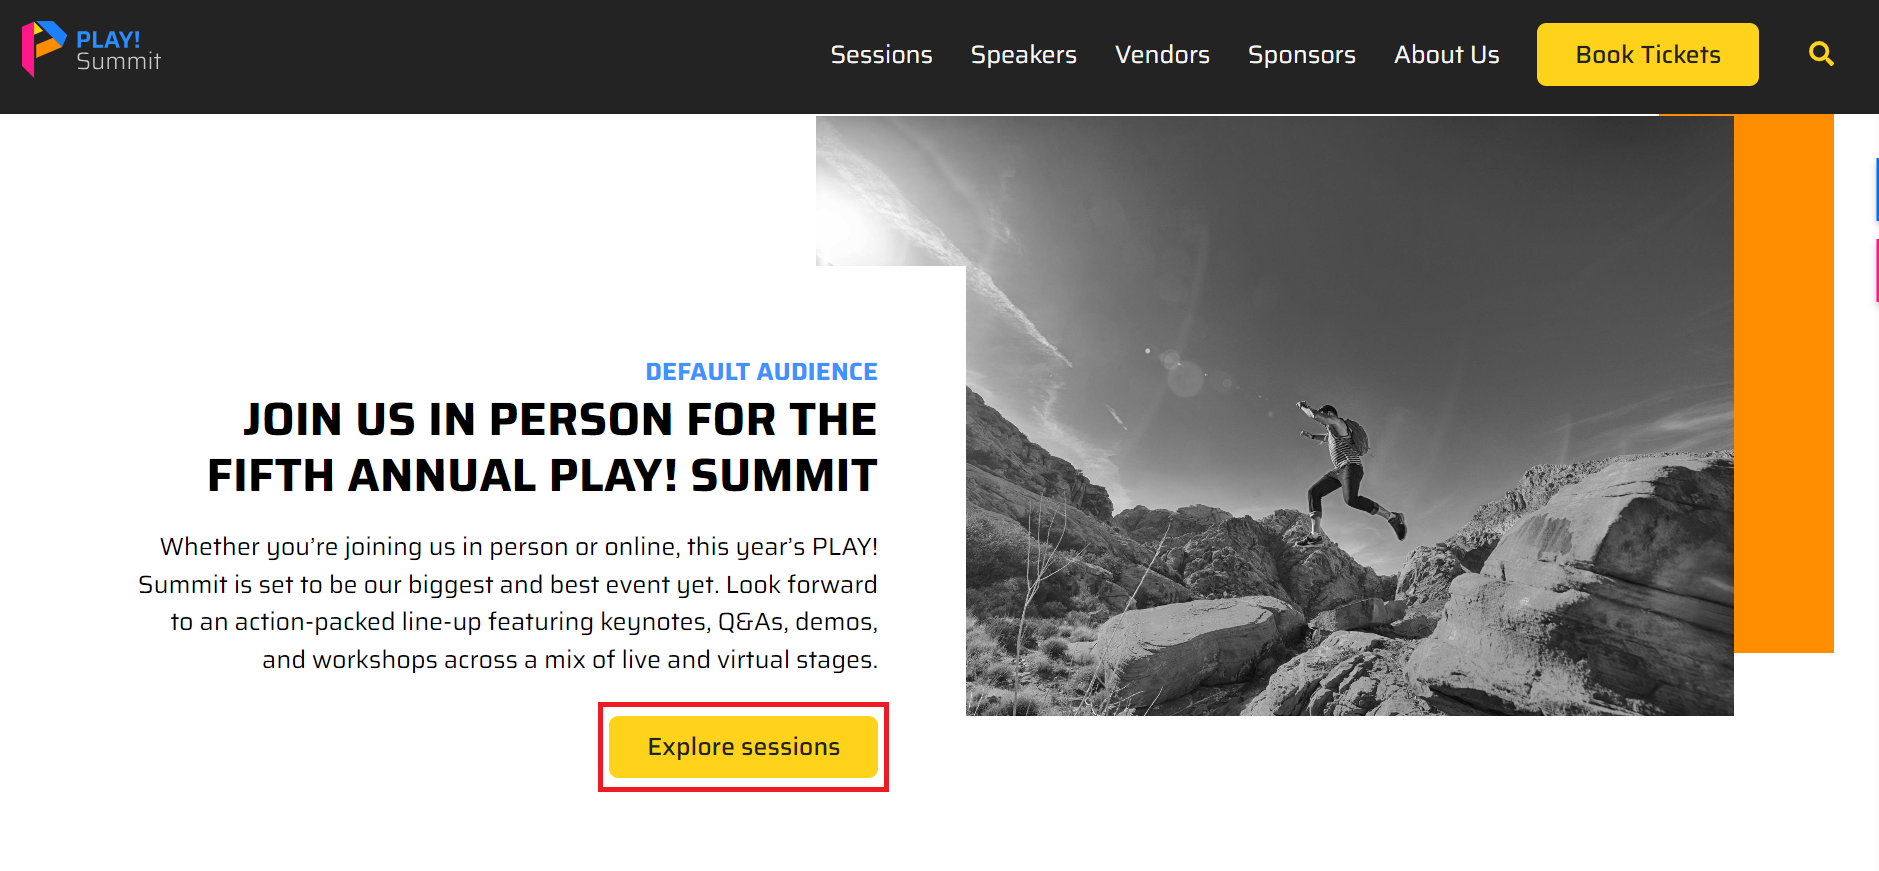 PLAY!
Summit
Sessions Speakers Vendors Sponsors About Us Book Tickets
DEFAULT AUDIENCE
JOIN US IN PERSON FOR THE
FIFTH ANNUAL PLAY! SUMMIT
Whether you’re joining us in person or online, this year’s PLAY!
Summit is set to be our biggest and best event yet. Look forward
to an action-packed line-up featuring keynotes, Q&As, demos,
and workshops across a mix of live and virtual stages.
Explore sessions